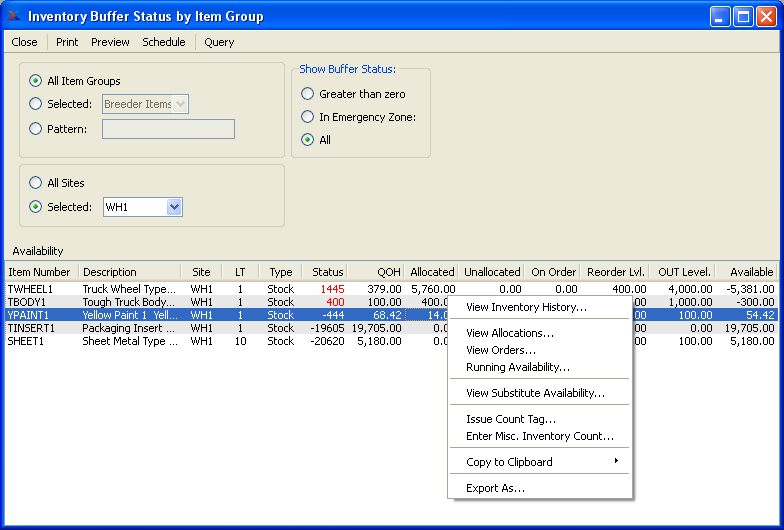 Inventory Buffer Status by Item Group
Close Print Preview Schedule Query
All Item Groups
Selected: Breeder Items
Pattern:
Show Buffer Status:
Greater than zero
In Emergency Zone:
All
All Sites
Selected: WH1
Availability
Item Number Description Site LT Type Status QOH Allocated Unallocated On Order Reorder Lvl. OUT Level. Available
TWHEEL1 Truck Wheel Type... WH1 1 Stock 1445 379.00 5,760.00 0.00 0.00 400.00 4,000.00 -5,381.00
TBODY1 Tough Truck Body... WH1 1 Stock 400 100.00 400.0 00 1,000.00 -300.00
YPAINT1 Yellow Paint 1 Yell... WH1 1 Stock -444 68.42 14.0 00 100.00 54.42
TINSERT1 Packaging Insert ... WH1 1 Stock -19605 19,705.00 0.0 00 0.00 19,705.00
SHEET1 Sheet Metal Type ... WH1 10 Stock -20620 5,180.00 0.0 00 0.00 5,180.00
View Inventory History...
View Allocations...
View Orders...
Running Availability...
View Substitute Availability...
Issue Count Tag...
Enter Misc. Inventory Count...
Copy to Clipboard
Export As...